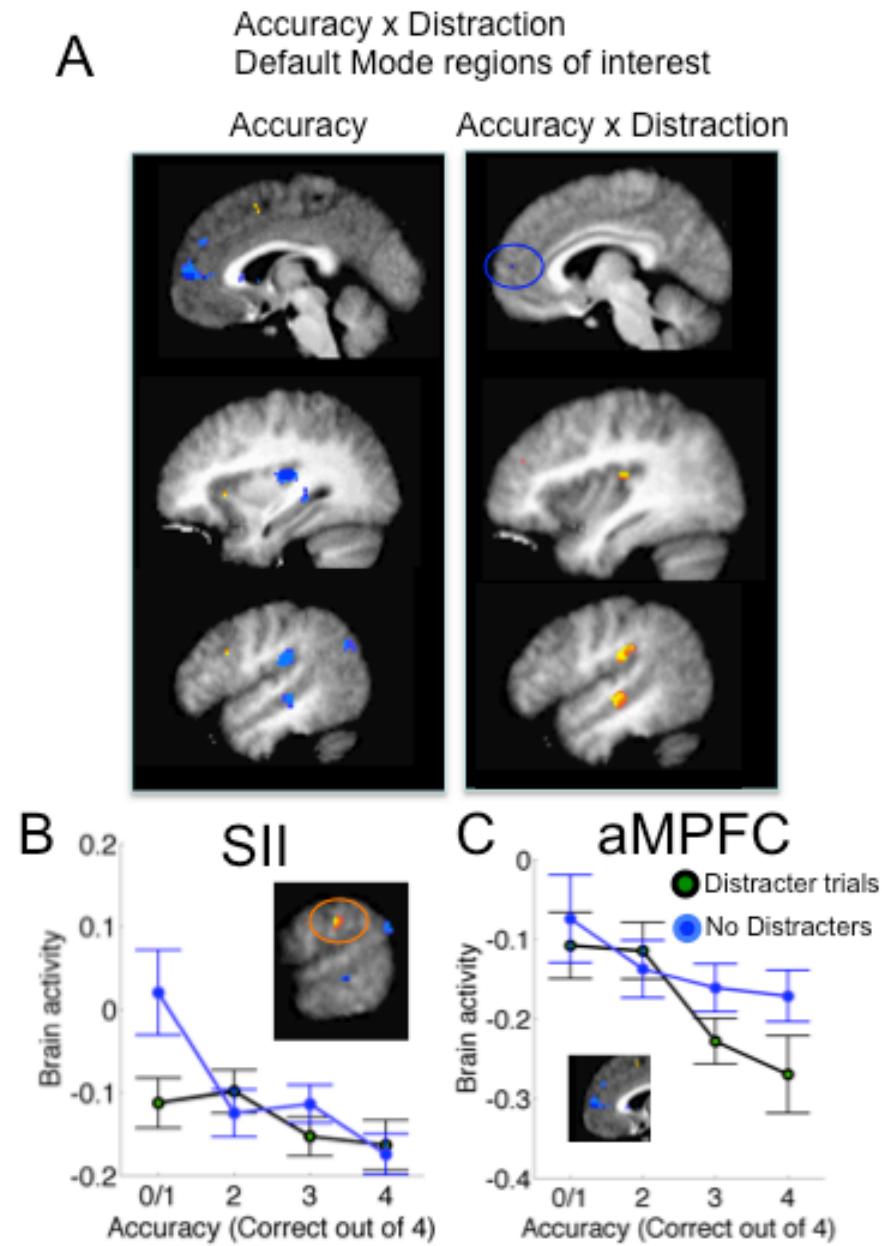 A
Accuracy x Distraction
Default Mode regions of interest
Accuracy
Accuracy x Distraction
B
SII
0.2
0.1
0
-0.1
-0.2
Brain activity
0/1 2 3 4
Accuracy (Correct out of 4)
C
aMPFC
Distracter trials
No Distracters
0
-0.1
-0.2
-0.3
-0.4
Brain activity
0/1 2 3 4
Accuracy (Correct out of 4)